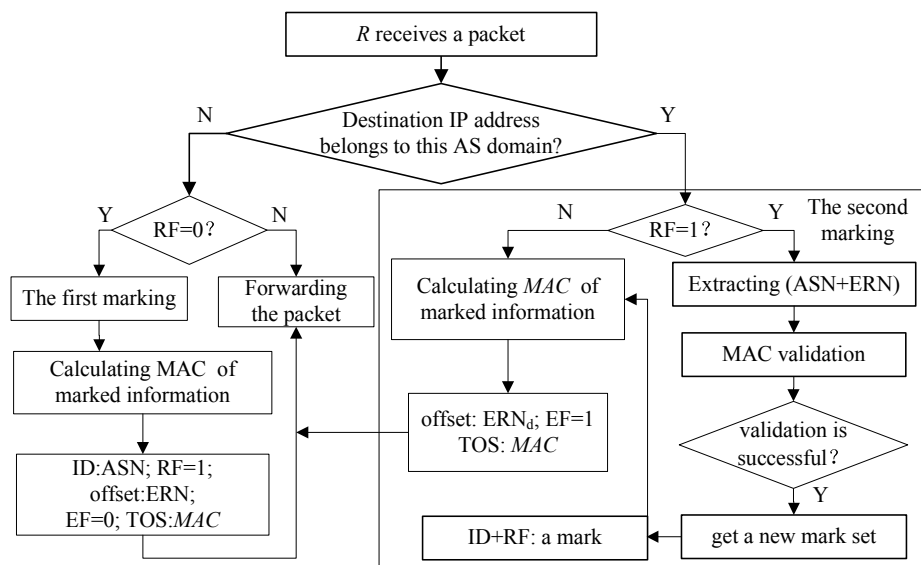 R receives a packet
N
Destination IP address
belongs to this AS domain?
Y
Y
RF=0?
N
N
RF=1?
Y
The second
marking
The first marking
Forwarding
the packet
Calculating MAC of
marked information
Extracting (ASN+ERN)
MAC validation
Calculating MAC of
marked information
offset: ERNd; EF=1
TOS: MAC
validation is
successful?
Y
ID:ASN; RF=1;
offset:ERN;
EF=0; TOS:MAC
ID+RF: a mark
get a new mark set